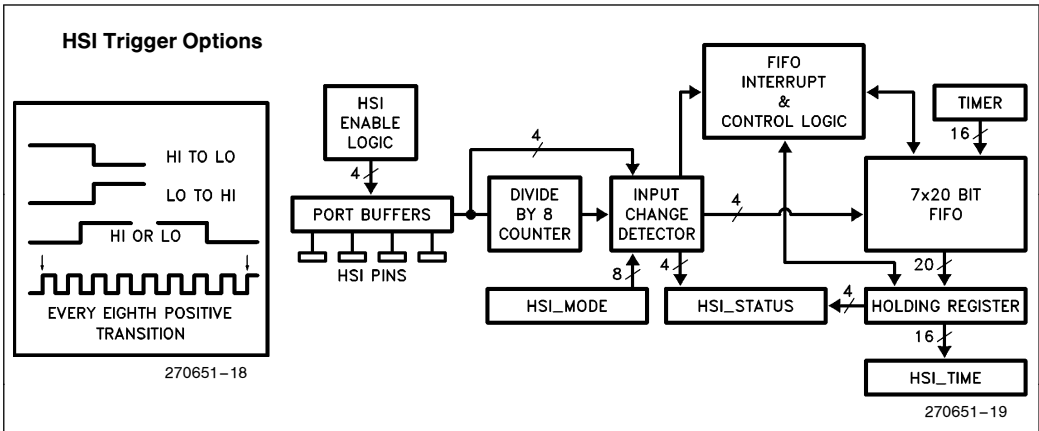 HSI Trigger Options
HI TO LO
LO TO HI
HI OR LO
EVERY EIGHTH POSITIVE
TRANSITION
270651–18
HSI
ENABLE
LOGIC
4
PORT BUFFERS
HSI PINS
4
DIVIDE
BY 8
COUNTER
INPUT
CHANGE
DETECTOR
8
HSI_MODE
4
HSI_STATUS
4
FIFO
INTERRUPT
&
CONTROL LOGIC
TIMER
16
7x20 BIT
FIFO
20
4
HOLDING REGISTER
16
HSI_TIME
270651–19